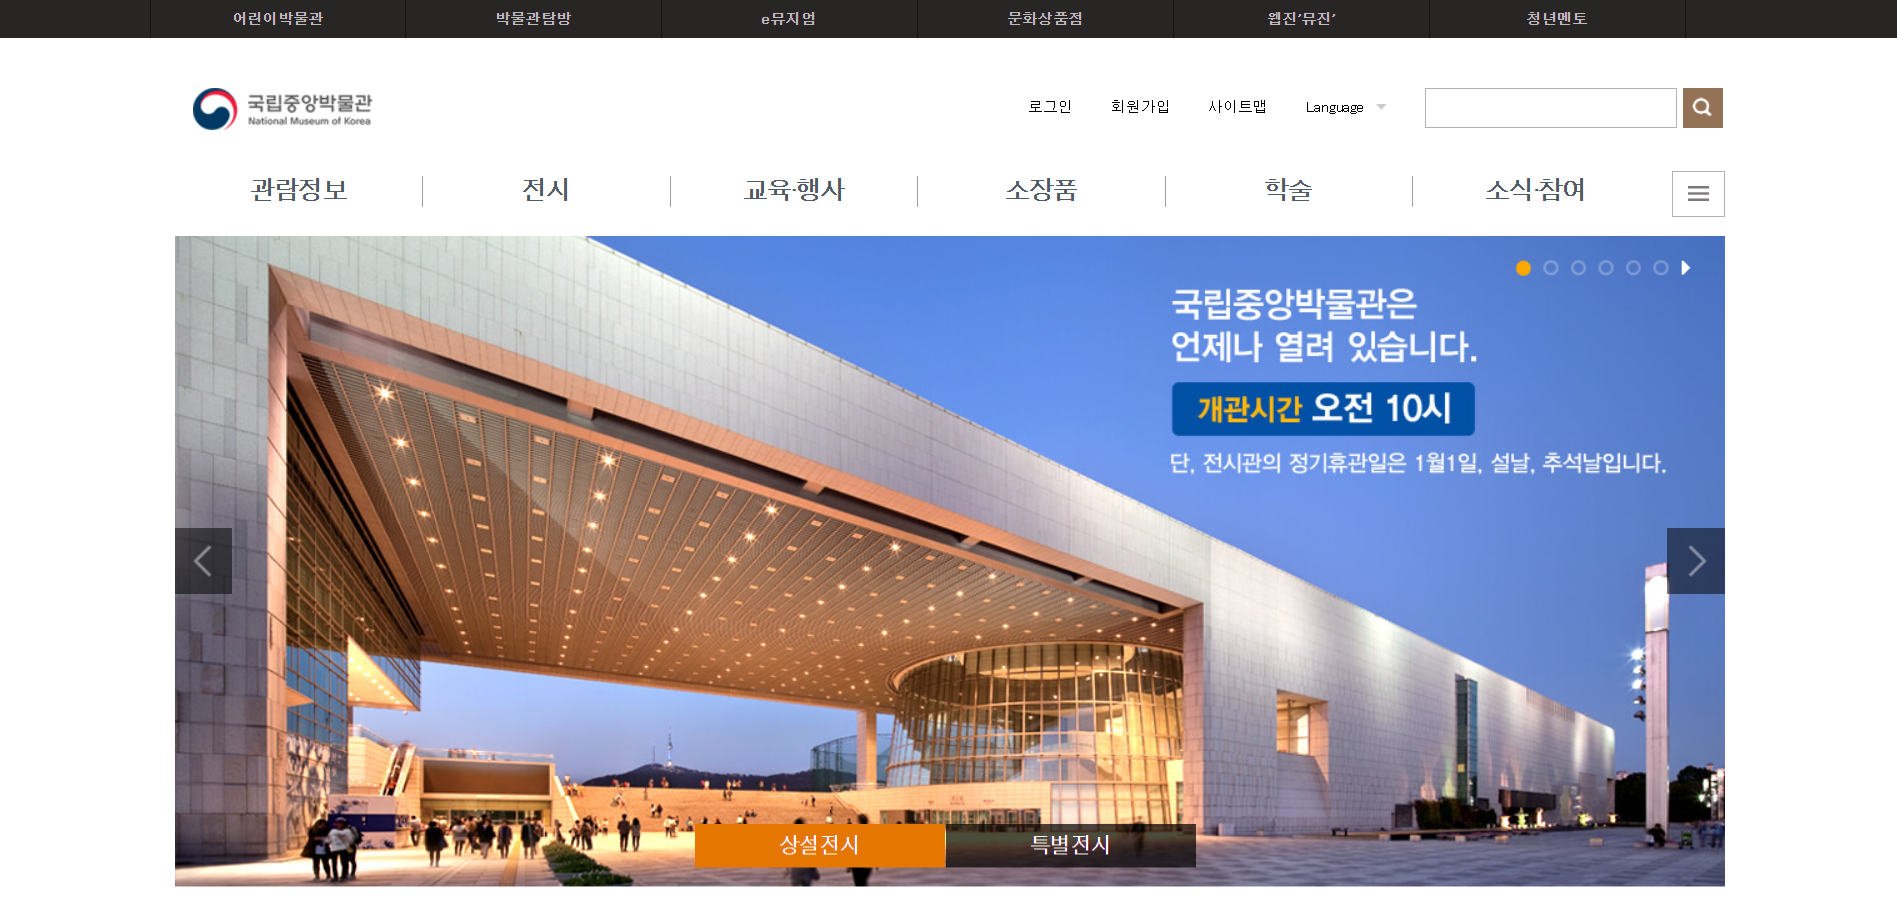 어린이박물관
박물관탐방
e뮤지엄
문화상품점
웹진'뮤진'
청년멘토
국립중앙박물관
National Museum of Korea
로그인
회원가입
사이트맵
Language
관람정보
전시
교육·행사
소장품
학술
소식·참여
국립중앙박물관은
언제나 열려 있습니다.
개관시간 오전 10시
단, 전시관의 정기휴관일은 1월1일, 설날, 추석날입니다.
상설전시
특별전시